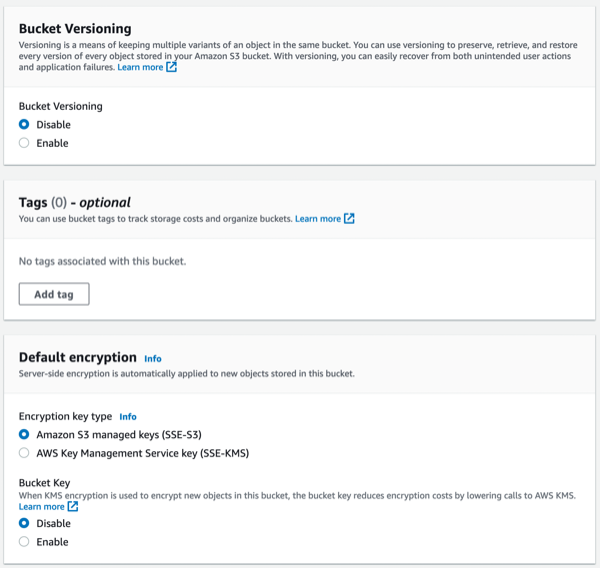 Bucket Versioning
Versioning is a means of keeping multiple variants of an object in the same bucket. You can use versioning to preserve, retrieve, and restore
every version of every object stored in your Amazon S3 bucket. With versioning, you can easily recover from both unintended user actions
and application failures. Learn more
Bucket Versioning
Disable
Enable
Tags (0) - optional
You can use bucket tags to track storage costs and organize buckets. Learn more
No tags associated with this bucket.
Add tag
Default encryption Info
Server-side encryption is automatically applied to new objects stored in this bucket.
Encryption key type Info
Amazon S3 managed keys (SSE-S3)
AWS Key Management Service key (SSE-KMS)
Bucket Key
When KMS encryption is used to encrypt new objects in this bucket, the bucket key reduces encryption costs by lowering calls to AWS KMS.
Learn more
Disable
Enable